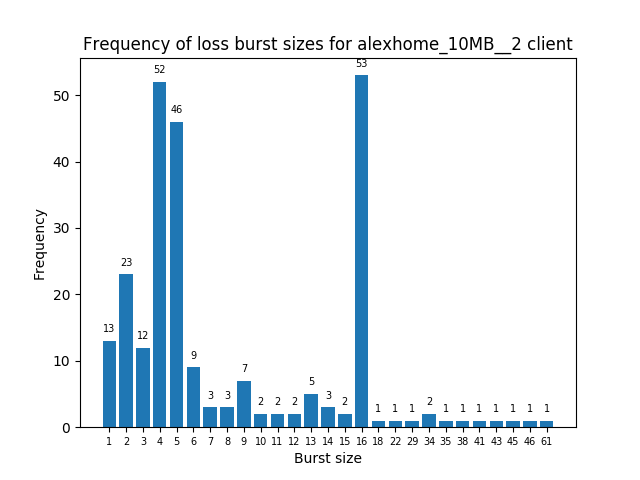 Frequency of loss burst sizes for alexhome_10MB__2 client
53
52
50
46
40
Frequency
30
23
20
13
12
10
9
7
5
3 3 3
2 2 2 2 2
1 1 1 1 1 1 1 1 1 1
0
1 2 3 4 5 6 7 8 9 10 11 12 13 14 15 16 18 22 29 34 35 38 41 43 45 46 61
Burst size